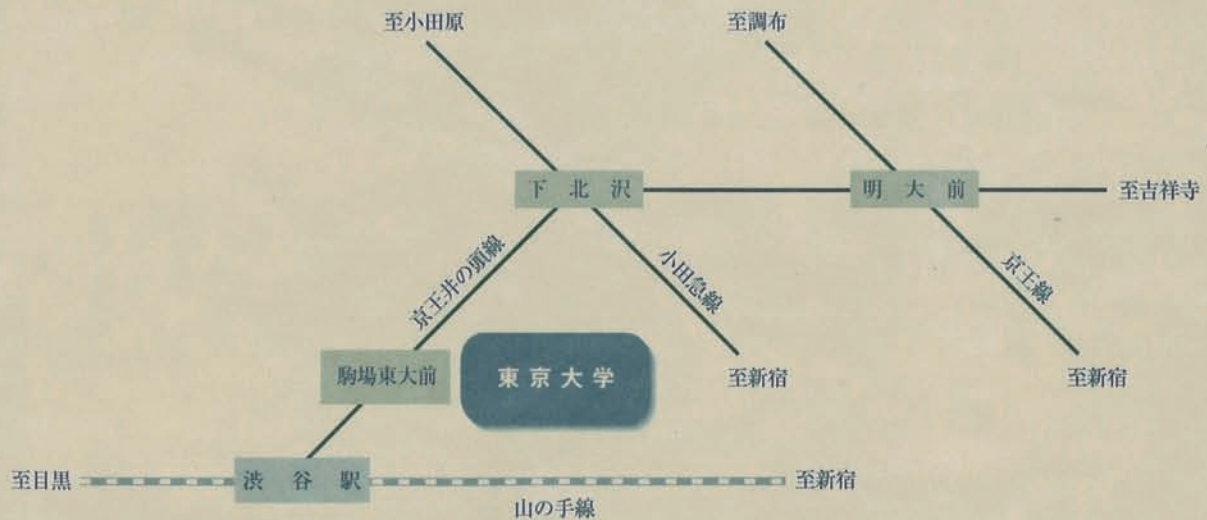 至小田原
至調布
下北沢
明大前
至吉祥寺
京王井の頭線
小田急線
京王線
駒場東大前
東京大学
至新宿
至新宿
至目黒
渋谷駅
至新宿
山の手線